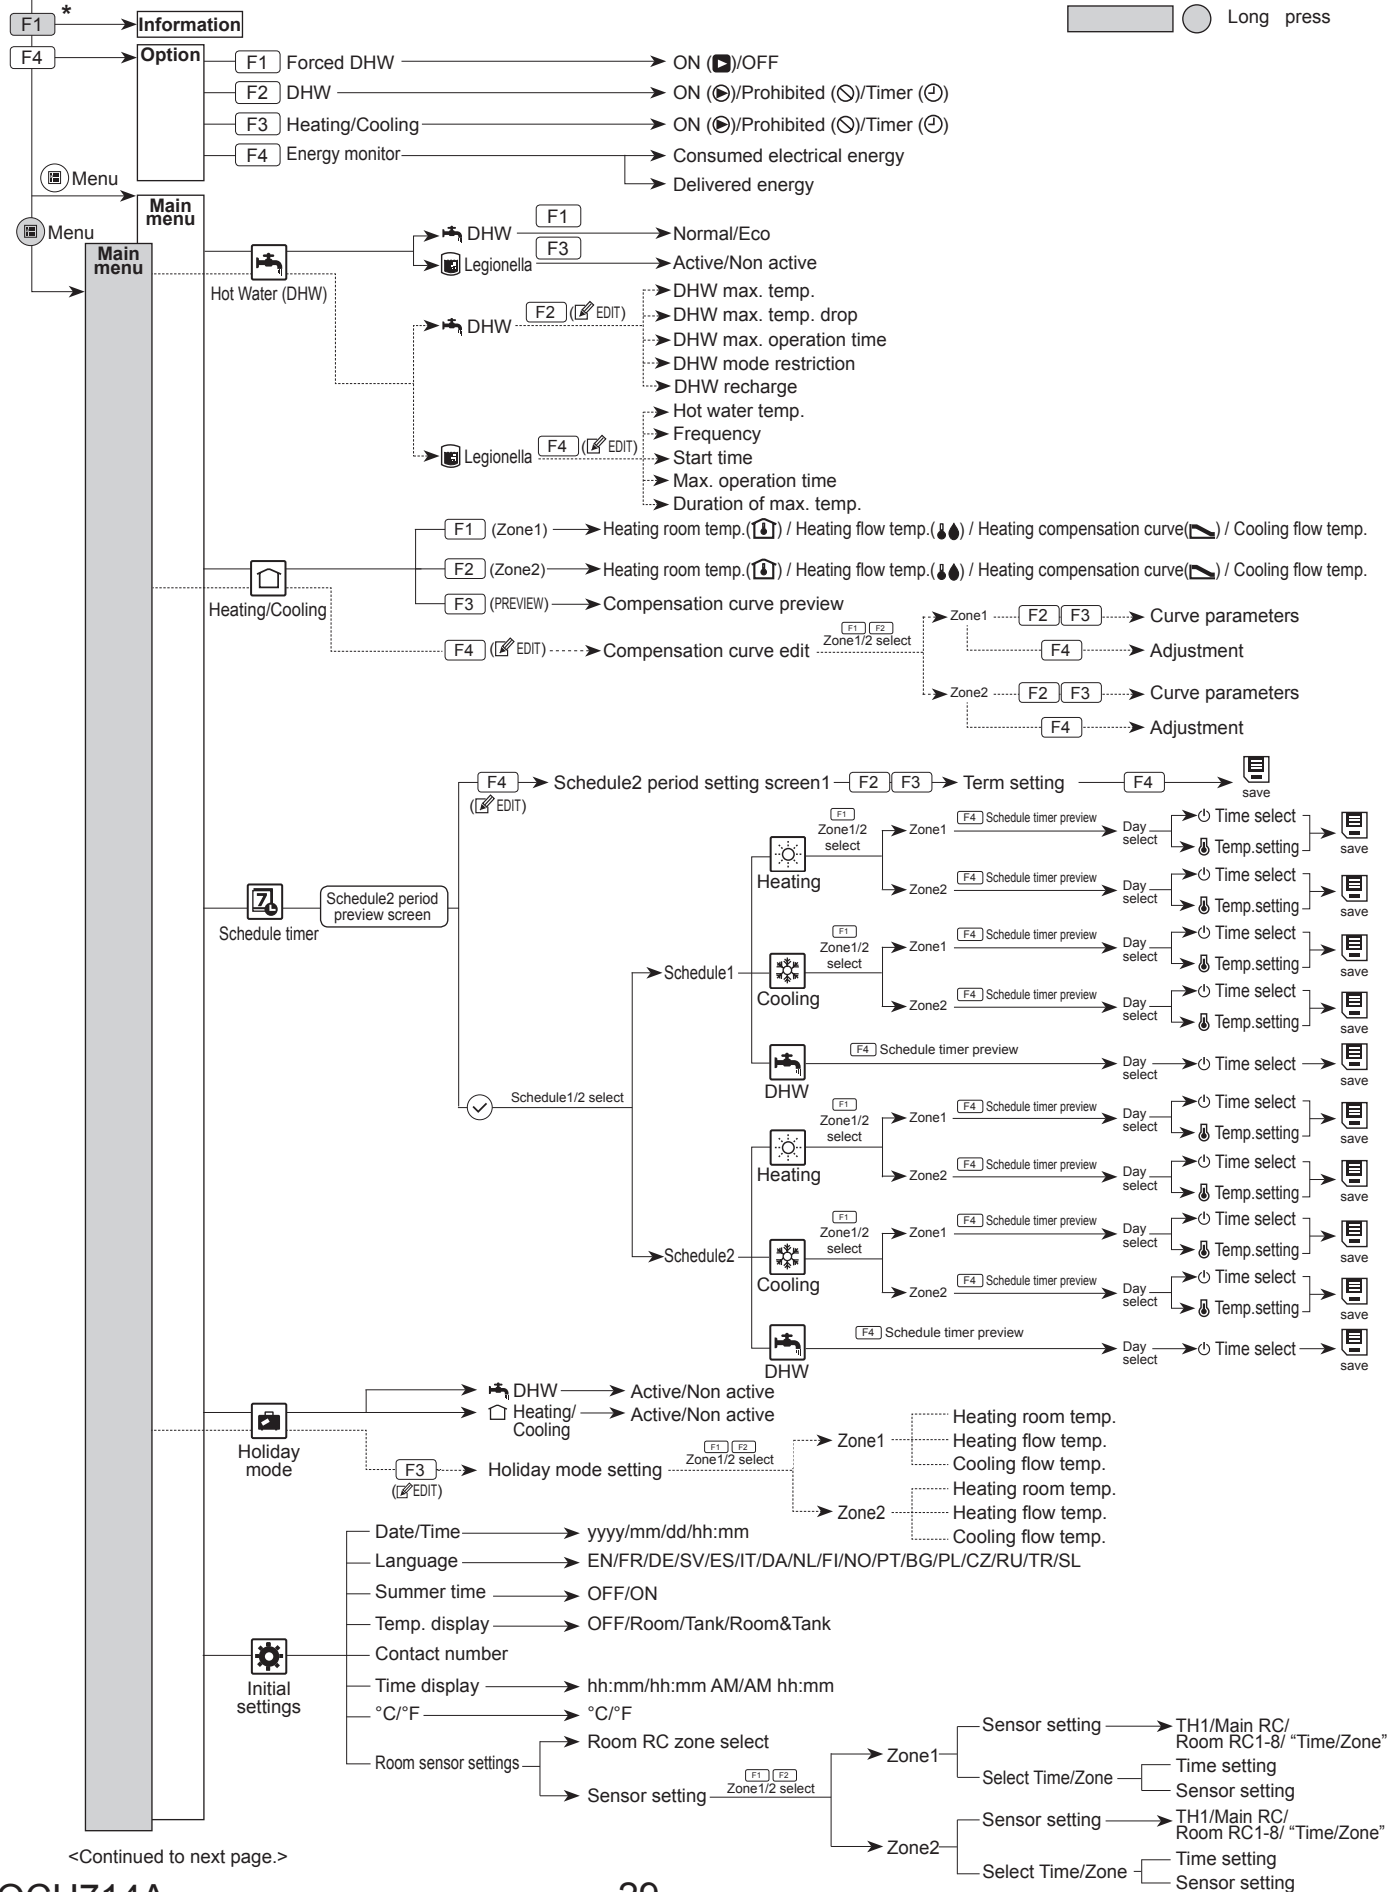 Long press
F1 * Information
F4 Option
F1 Forced DHW ON ( )/OFF
F2 DHW ON ( )/Prohibited ( )/Timer ( )
F3 Heating/Cooling ON ( )/Prohibited ( )/Timer ( )
F4 Energy monitor Consumed electrical energy
Delivered energy
Menu
Main
menu
Menu
Main
menu
Hot Water (DHW)
DHW F1 Normal/Eco
Legionella F3 Active/Non active
DHW F2 ( EDIT)
DHW max. temp.
DHW max. temp. drop
DHW max. operation time
DHW mode restriction
DHW recharge
Legionella F4 ( EDIT)
Hot water temp.
Frequency
Start time
Max. operation time
Duration of max. temp.
Heating/Cooling
F1 (Zone1) Heating room temp.( ) / Heating flow temp.( ) / Heating compensation curve( ) / Cooling flow temp.
F2 (Zone2) Heating room temp.( ) / Heating flow temp.( ) / Heating compensation curve( ) / Cooling flow temp.
F3 (PREVIEW) Compensation curve preview
F4 ( EDIT) Compensation curve edit
F1 F2
Zone1/2 select
Zone1 F2 F3 Curve parameters
F4 Adjustment
Zone2 F2 F3 Curve parameters
F4 Adjustment
Schedule timer
Schedule2 period
preview screen
F4 Schedule2 period setting screen1 F2 F3 Term setting F4 save
( EDIT)
Schedule1/2 select
Schedule1
Heating
F1
Zone1/2
select
Zone1 F4 Schedule timer preview Day
select
Time select
Temp.setting
save
Zone2 F4 Schedule timer preview Day
select
Time select
Temp.setting
save
Cooling
F1
Zone1/2
select
Zone1 F4 Schedule timer preview Day
select
Time select
Temp.setting
save
Zone2 F4 Schedule timer preview Day
select
Time select
Temp.setting
save
DHW
F4 Schedule timer preview Day
select
Time select
save
Schedule2
Heating
F1
Zone1/2
select
Zone1 F4 Schedule timer preview Day
select
Time select
Temp.setting
save
Zone2 F4 Schedule timer preview Day
select
Time select
Temp.setting
save
Cooling
F1
Zone1/2
select
Zone1 F4 Schedule timer preview Day
select
Time select
Temp.setting
save
Zone2 F4 Schedule timer preview Day
select
Time select
Temp.setting
save
DHW
F4 Schedule timer preview Day
select
Time select
save
Holiday
mode
DHW Active/Non active
Heating/
Cooling
Active/Non active
F3 Holiday mode setting
( EDIT)
F1 F2
Zone1/2 select
Zone1
Heating room temp.
Heating flow temp.
Cooling flow temp.
Zone2
Heating room temp.
Heating flow temp.
Cooling flow temp.
Initial
settings
Date/Time yyyy/mm/dd/hh:mm
Language EN/FR/DE/SV/ES/IT/DA/NL/FI/NO/PT/BG/PL/CZ/RU/TR/SL
Summer time OFF/ON
Temp. display OFF/Room/Tank/Room&Tank
Contact number
Time display hh:mm/hh:mm AM/AM hh:mm
°C/°F °C/°F
Room sensor settings
Room RC zone select
Sensor setting
F1 F2
Zone1/2 select
Zone1
Sensor setting TH1/Main RC/
Room RC1-8/ “Time/Zone”
Select Time/Zone Time setting
Sensor setting
Zone2
Sensor setting TH1/Main RC/
Room RC1-8/ “Time/Zone”
Select Time/Zone Time setting
Sensor setting
<Continued to next page.>